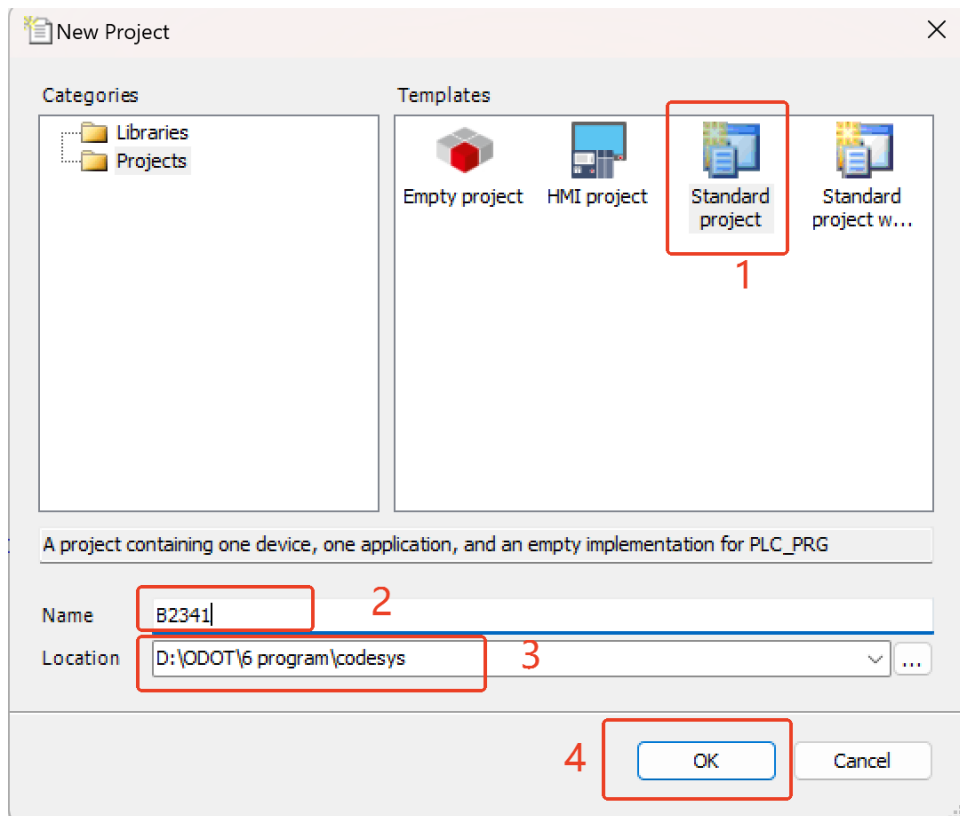 New Project
Categories
Templates
Libraries
Projects
Empty project
HMI project
Standard
project
Standard
project w...
1
A project containing one device, one application, and an empty implementation for PLC_PRG
Name
B2341
2
Location
D:\ODOT\6 program\codesys
3
...
4
OK
Cancel